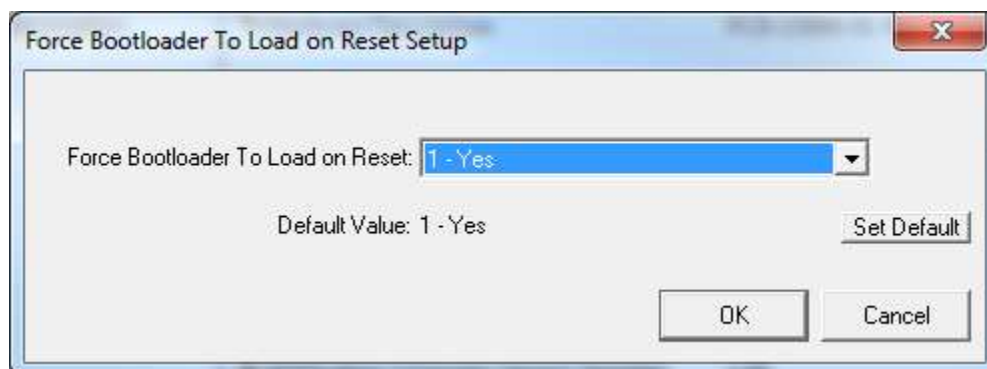 Force Bootloader To Load on Reset Setup
Force Bootloader To Load on Reset: 1 - Yes
Default Value: 1 - Yes Set Default
OK Cancel